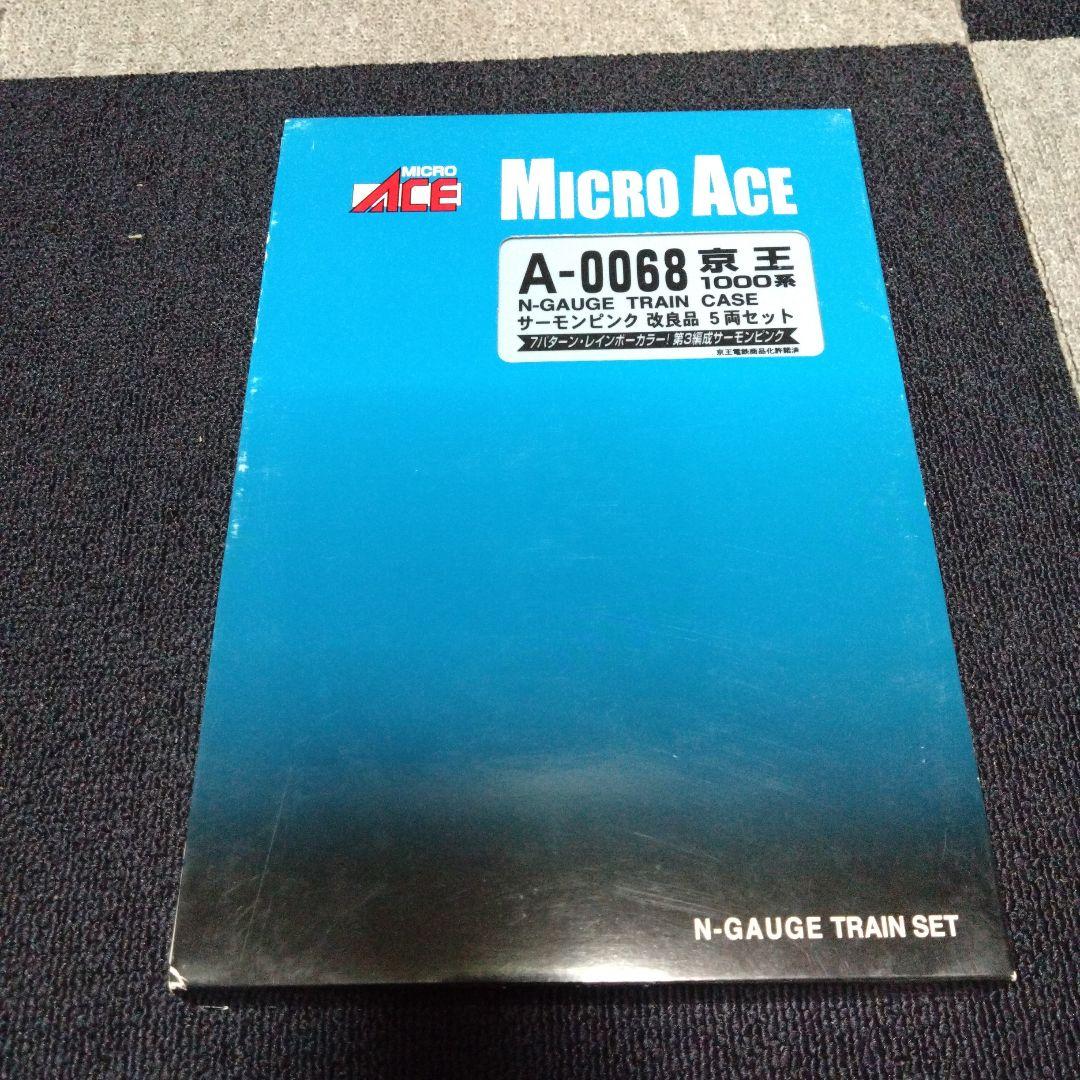 MICRO
ACE
MICRO ACE
A-0068 京王
1000系
N-GAUGE TRAIN CASE
サーモンピンク 改良品 5両セット
7パターン・レインボーカラー! 第3編成サーモンピンク
京王電鉄商品化許諾済
N-GAUGE TRAIN SET